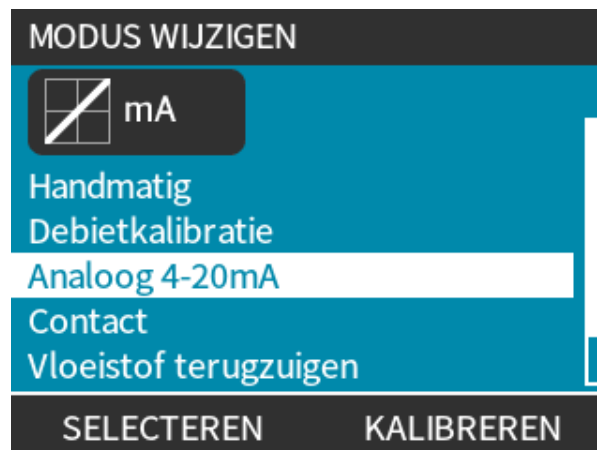 MODUS WIJZIGEN
mA
Handmatig
Debietkalibratie
Analoog 4-20mA
Contact
Vloeistof terugzuigen
SELECTEREN KALIBREREN